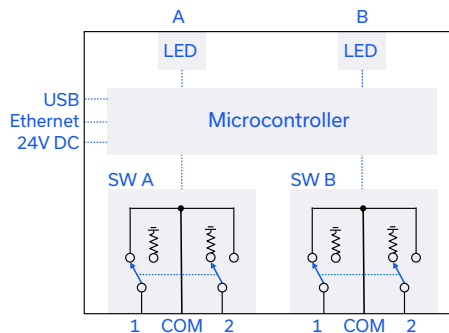 A B
LED LED
USB
Ethernet
24V DC
Microcontroller
SW A SW B
1 COM 2 1 COM 2